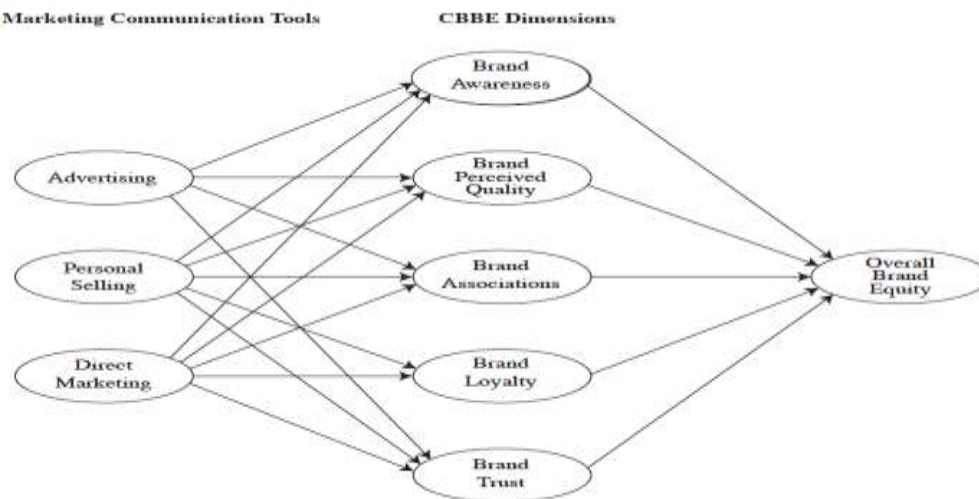 Marketing Communication Tools
CBBE Dimensions
Brand
Awareness
Advertising
Brand
Perceived
Quality
Personal
Selling
Brand
Associations
Overall
Brand
Equity
Direct
Marketing
Brand
Loyalty
Brand
Trust